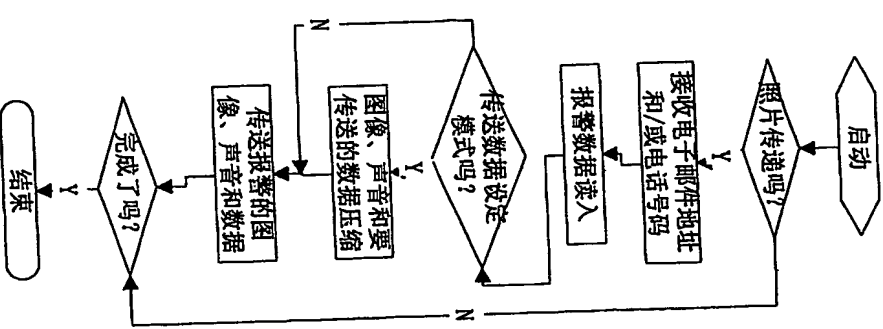 启动
照片传递吗?
Y
接收电子邮件地址
和/或电话号码
报警数据读入
传送数据设定
模式吗?
N
Y
图像、声音和要
传送的数据压缩
传送报警的图
像、声音和数据
完成了吗?
N
Y
结束